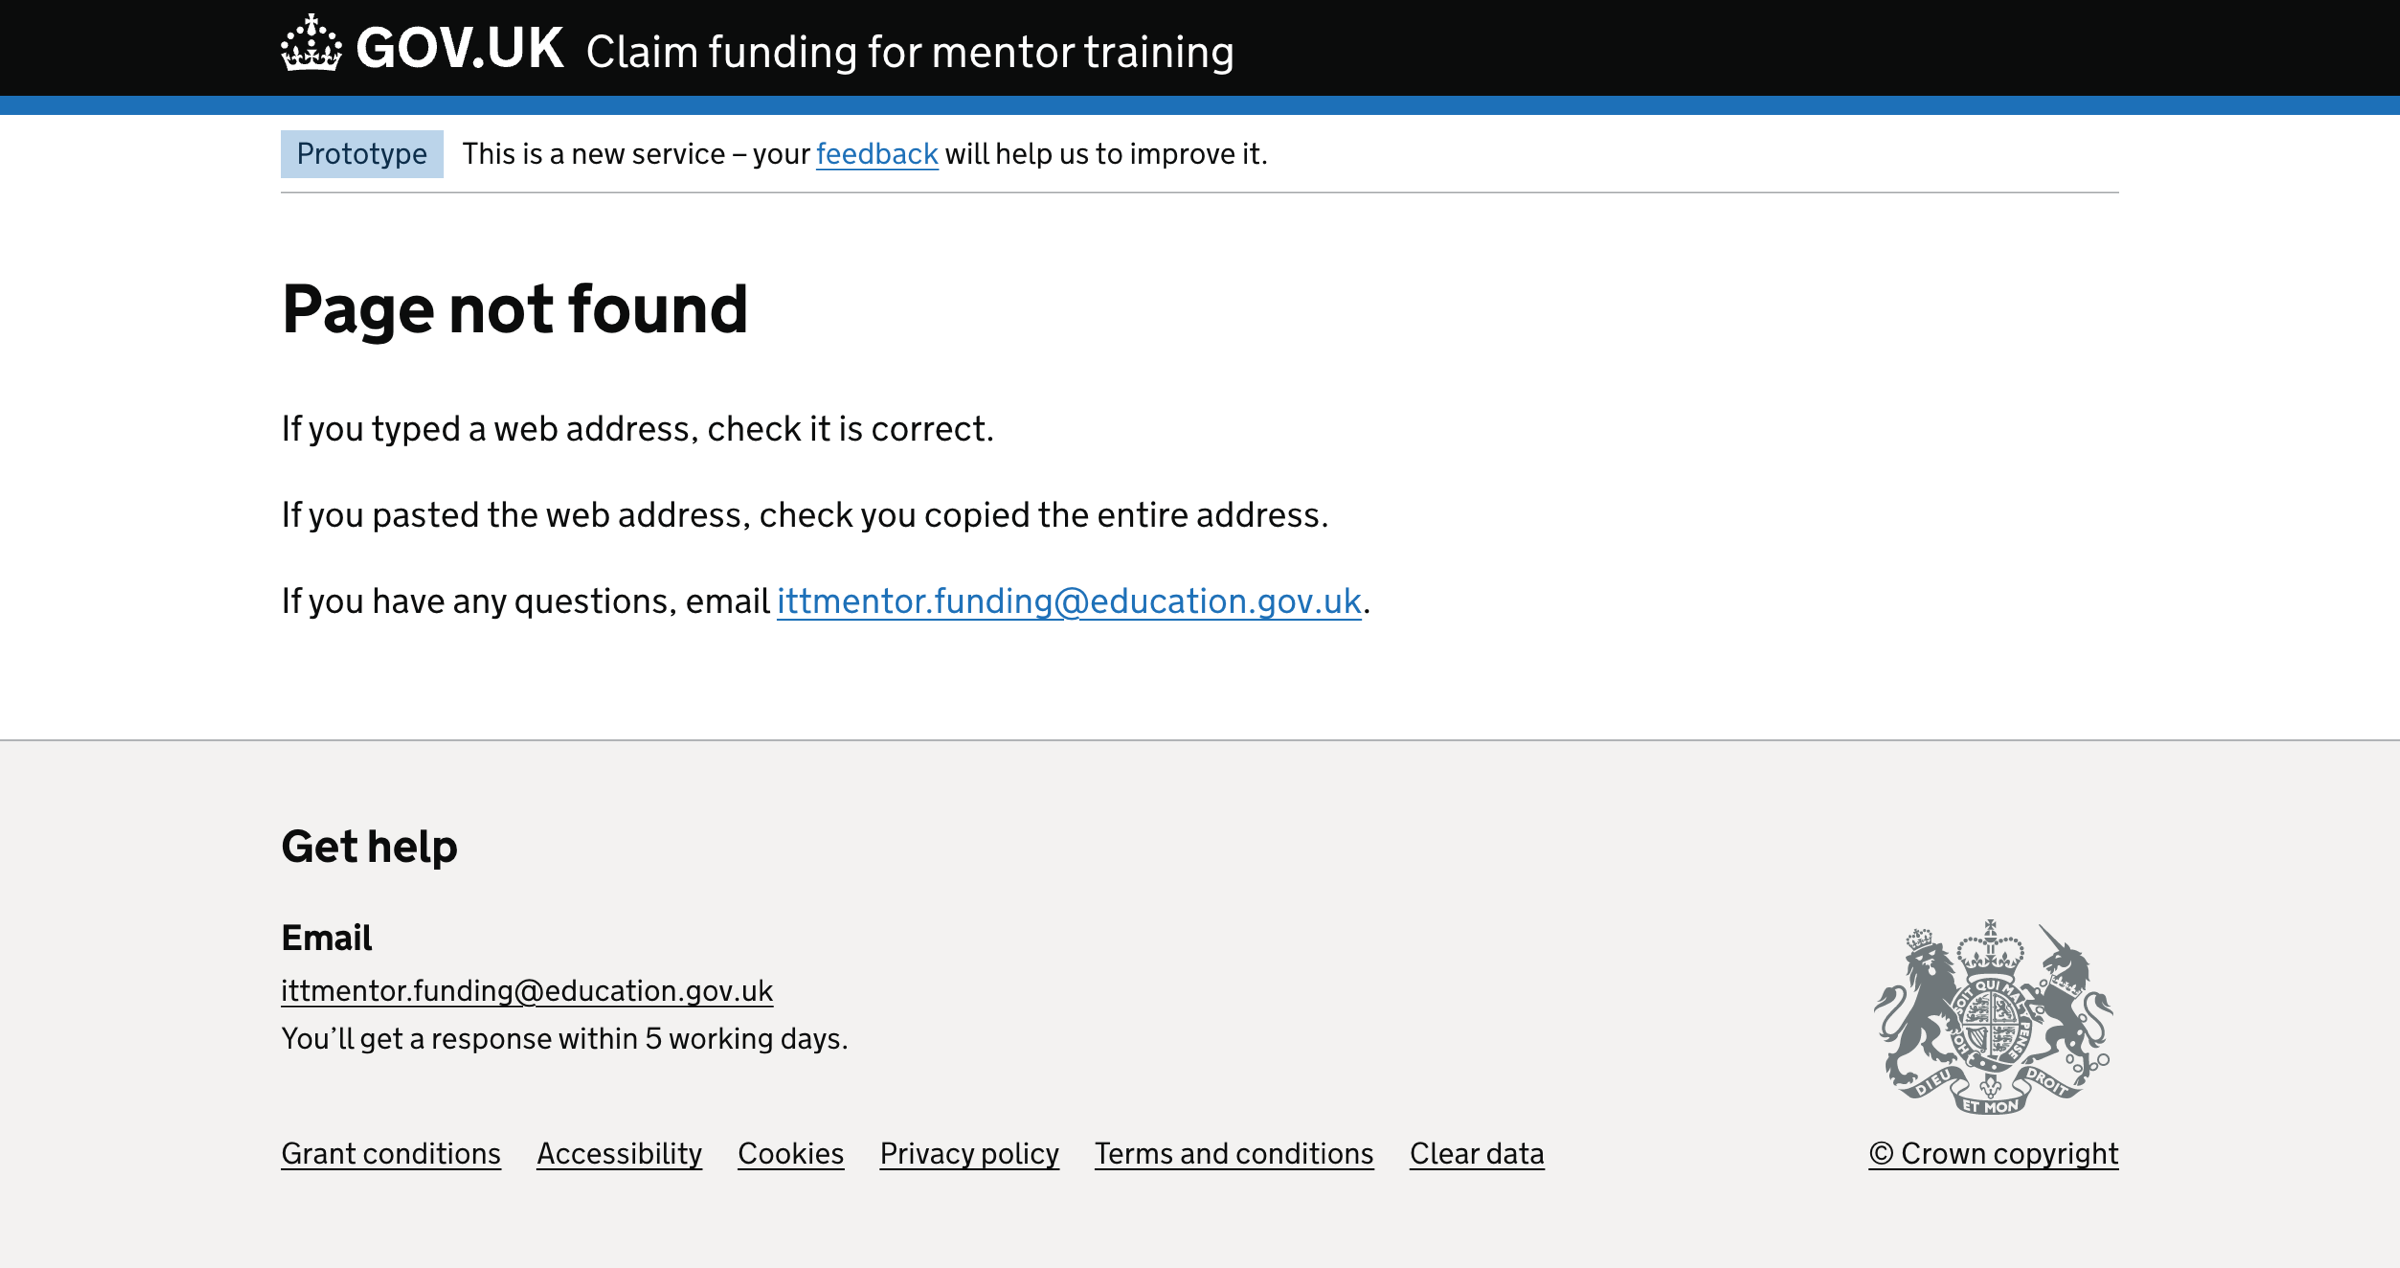 GOV.UK Claim funding for mentor training
Prototype This is a new service – your feedback will help us to improve it.
Page not found
If you typed a web address, check it is correct.
If you pasted the web address, check you copied the entire address.
If you have any questions, email ittmentor.funding@education.gov.uk.
Get help
Email
ittmentor.funding@education.gov.uk
You’ll get a response within 5 working days.
HONI SOIT QUI MAL Y PENSE
DIEU ET MON DROIT
Grant conditions Accessibility Cookies Privacy policy Terms and conditions Clear data © Crown copyright